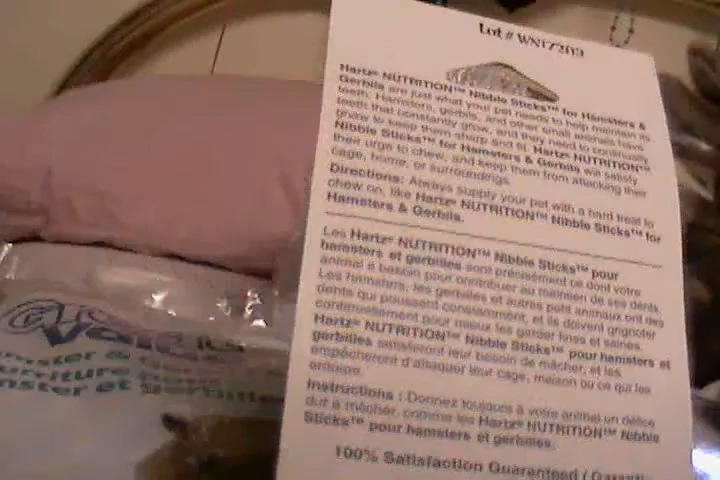 Lot # WN1Z203
Hartz® NUTRITION™ Nibble Sticks™ for Hamsters &
Gerbils are just what your pet needs to help maintain its
teeth. Hamsters, gerbils, and other small animals have
teeth that constantly grow, and they need to continually
gnaw to keep them sharp and fit. Hartz® NUTRITION™
Nibble Sticks™ for Hamsters & Gerbils will satisfy
their urge to chew, and keep them from attacking their
cage, home, or surroundings.
Directions: Always supply your pet with a hard treat to
chew on, like Hartz® NUTRITION™ Nibble Sticks™ for
Hamsters & Gerbils.
Les Hartz® NUTRITION™ Nibble Sticks™ pour
hamsters et gerbilles sont précisément ce dont votre
animal a besoin pour contribuer au maintien de ses dents.
Les hamsters, les gerbilles et autres petits animaux ont des
dents qui poussent constamment, et ils doivent grignoter
continuellement pour mieux les garder fines et saines.
Hartz® NUTRITION™ Nibble Sticks™ pour hamsters et
gerbilles satisferont leur besoin de mâcher, et les
empêcheront d'attaquer leur cage, maison ou ce qui les
entoure.
Instructions : Donnez toujours à votre animal un délice
dur à mâcher, comme les Hartz® NUTRITION™ Nibble
Sticks™ pour hamsters et gerbilles.
100% Satisfaction Guaranteed / Garantie
amster &
ourriture pour
mster et Gerbille